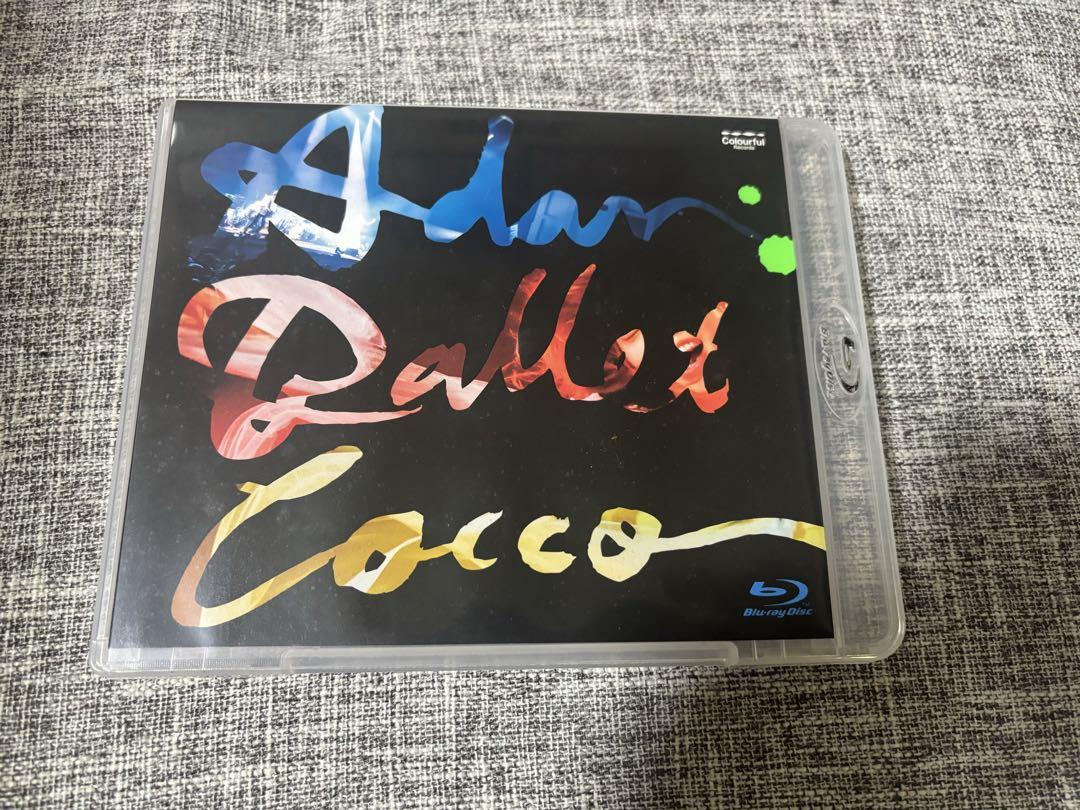 Colourful
Records
Adan
Ballet
Cocco
Blu-ray Disc